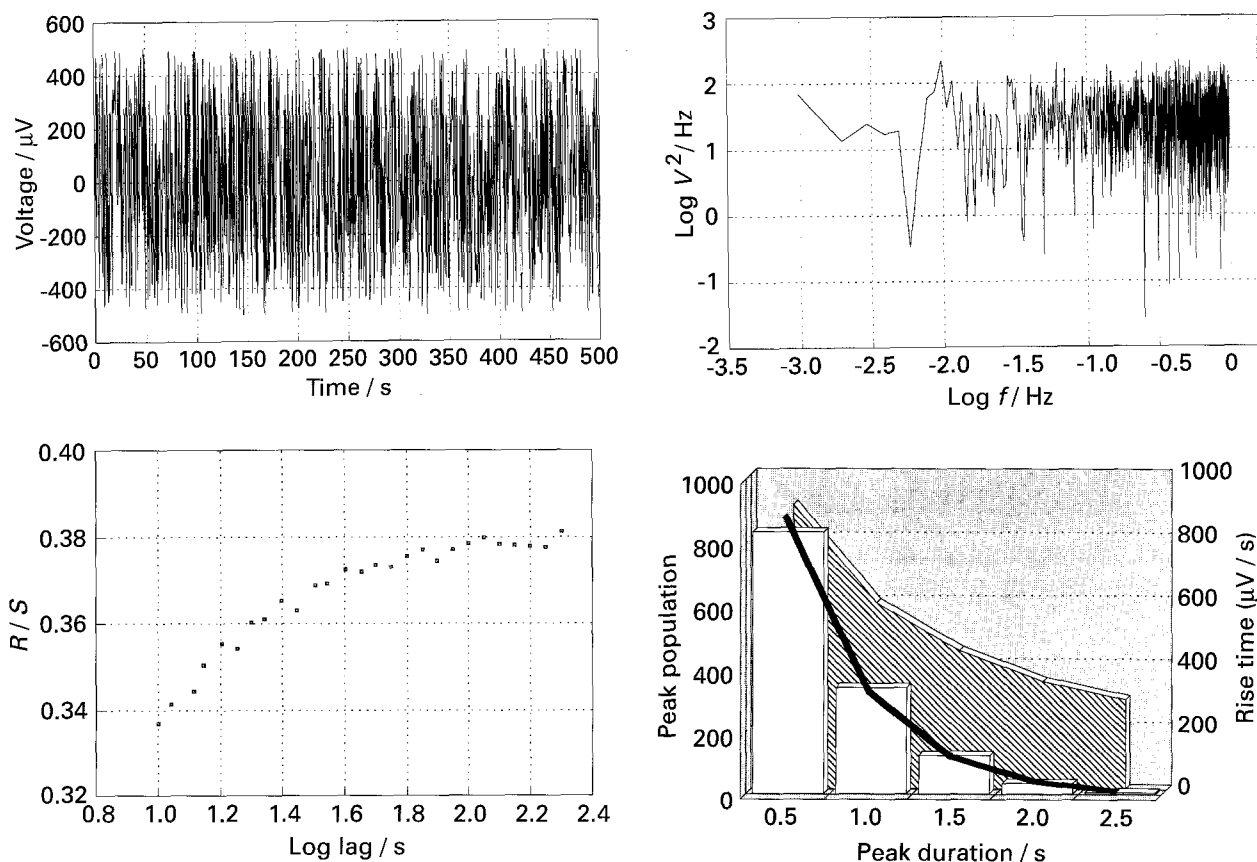 600
400
200
0
-200
-400
-600
Voltage / µV
0 50 100 150 200 250 300 350 400 450 500
Time / s
3
2
1
0
-1
-2
Log V²/ Hz
-3.5 -3.0 -2.5 -2.0 -1.5 -1.0 -0.5 0
Log f / Hz
0.40
0.38
0.36
0.34
0.32
R / S
0.8 1.0 1.2 1.4 1.6 1.8 2.0 2.2 2.4
Log lag / s
1000
800
600
400
200
0
Peak population
1000
800
600
400
200
0
Rise time (µV / s)
0.5 1.0 1.5 2.0 2.5
Peak duration / s